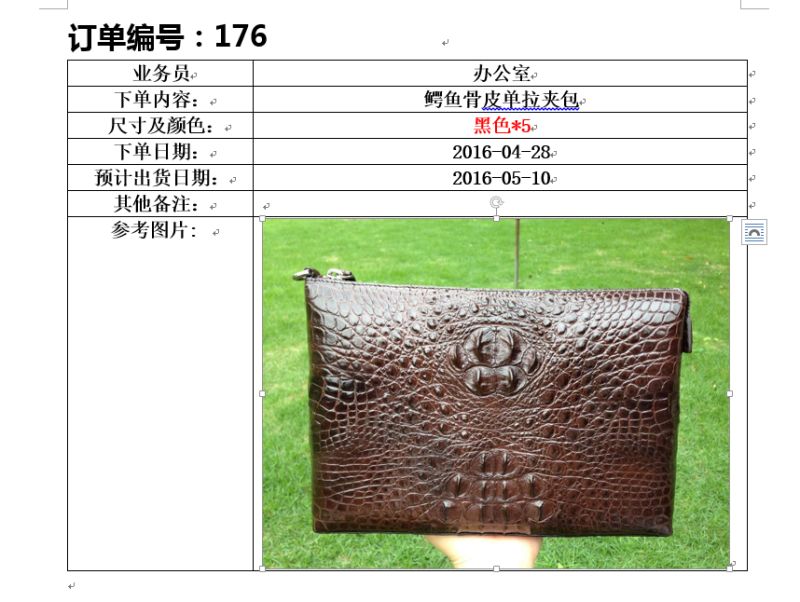 订单编号：176
业务员 办公室
下单内容： 鳄鱼骨皮单拉夹包
尺寸及颜色： 黑色*5
下单日期： 2016-04-28
预计出货日期： 2016-05-10
其他备注：
参考图片: